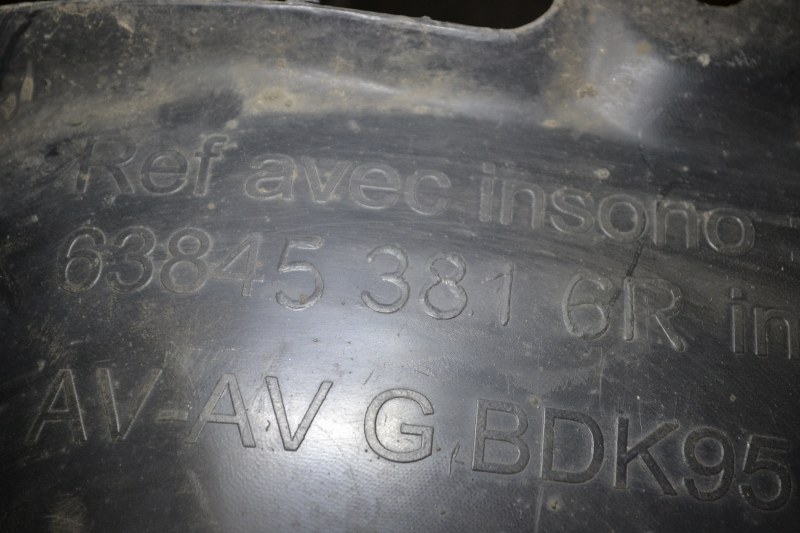 Ref avec insono :
63845 381 6R in
AV-AV G BDK95